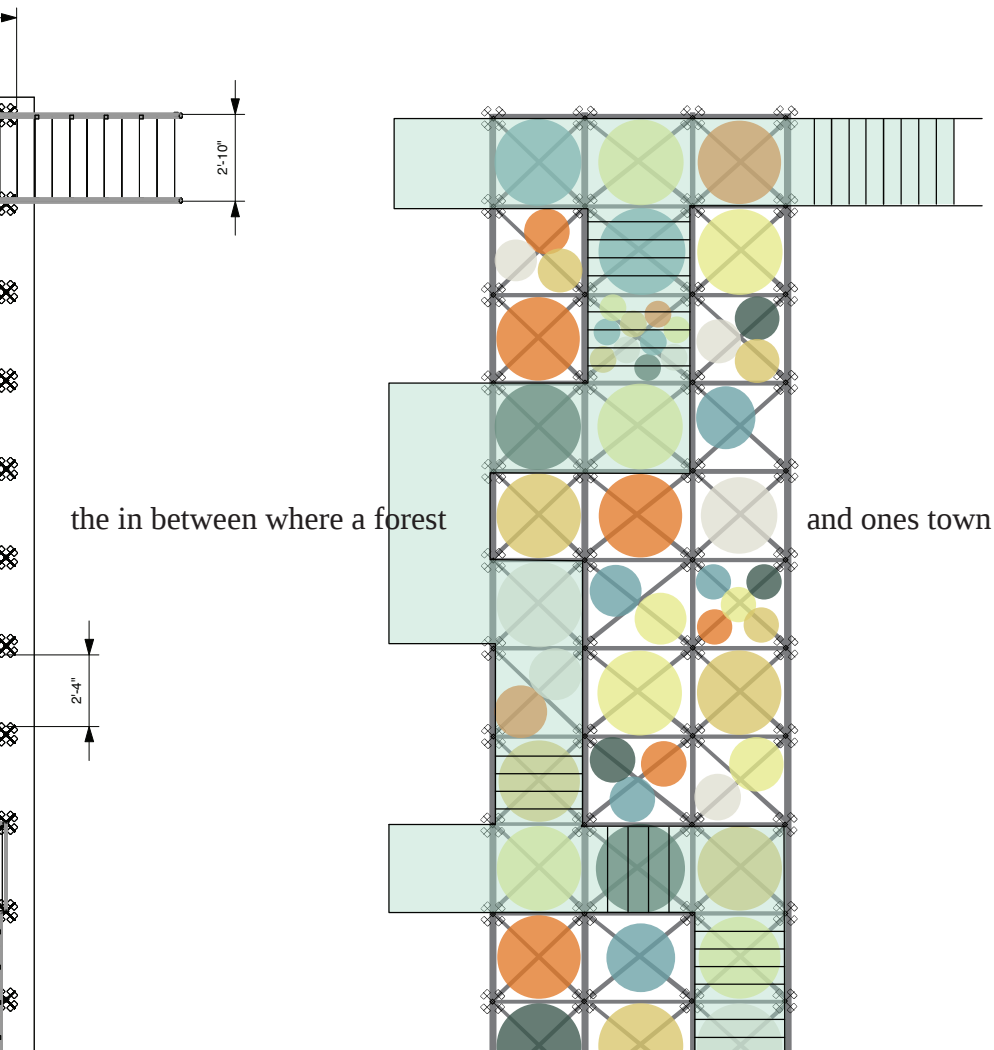 2'-10"
the in between where a forest
and ones town
2'-4"